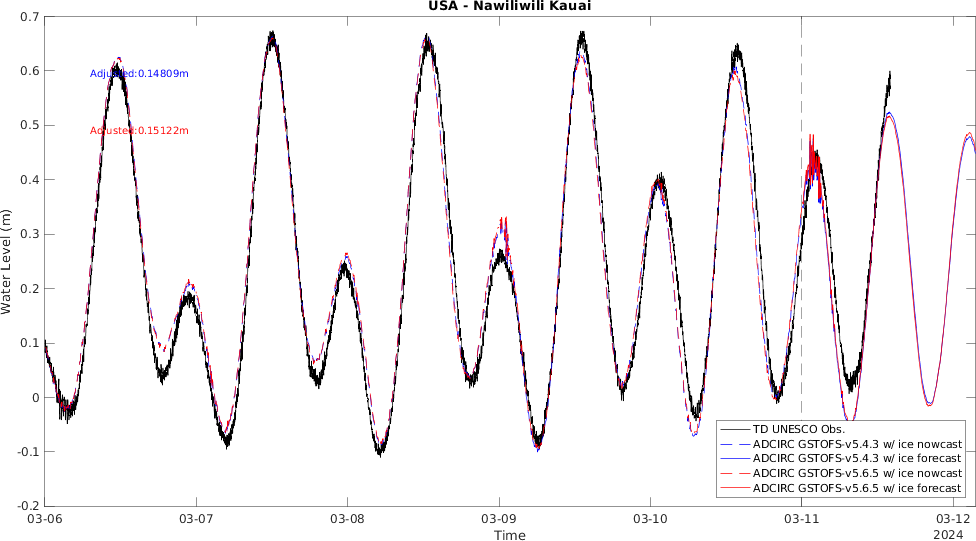 USA - Nawiliwili Kauai
0.7
0.6
0.5
0.4
0.3
0.2
0.1
0
-0.1
-0.2
Water Level (m)
Adjusted:0.14809m
Adjusted:0.15122m
TD UNESCO Obs.
ADCIRC GSTOFS-v5.4.3 w/ ice nowcast
ADCIRC GSTOFS-v5.4.3 w/ ice forecast
ADCIRC GSTOFS-v5.6.5 w/ ice nowcast
ADCIRC GSTOFS-v5.6.5 w/ ice forecast
03-06 03-07 03-08 03-09 03-10 03-11 03-12
Time 2024